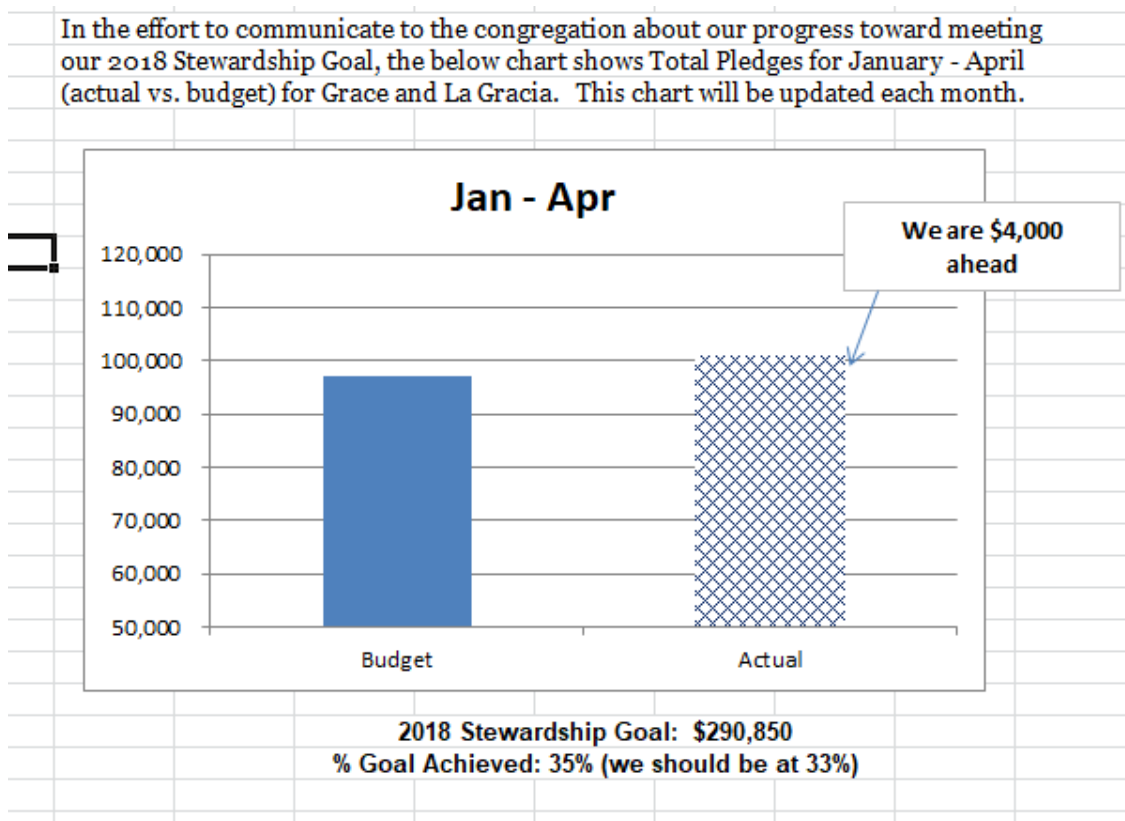 In the effort to communicate to the congregation about our progress toward meeting
our 2018 Stewardship Goal, the below chart shows Total Pledges for January - April
(actual vs. budget) for Grace and La Gracia.  This chart will be updated each month.
Jan - Apr
We are $4,000
ahead
120,000
110,000
100,000
90,000
80,000
70,000
60,000
50,000
Budget
Actual
2018 Stewardship Goal:  $290,850
% Goal Achieved: 35% (we should be at 33%)